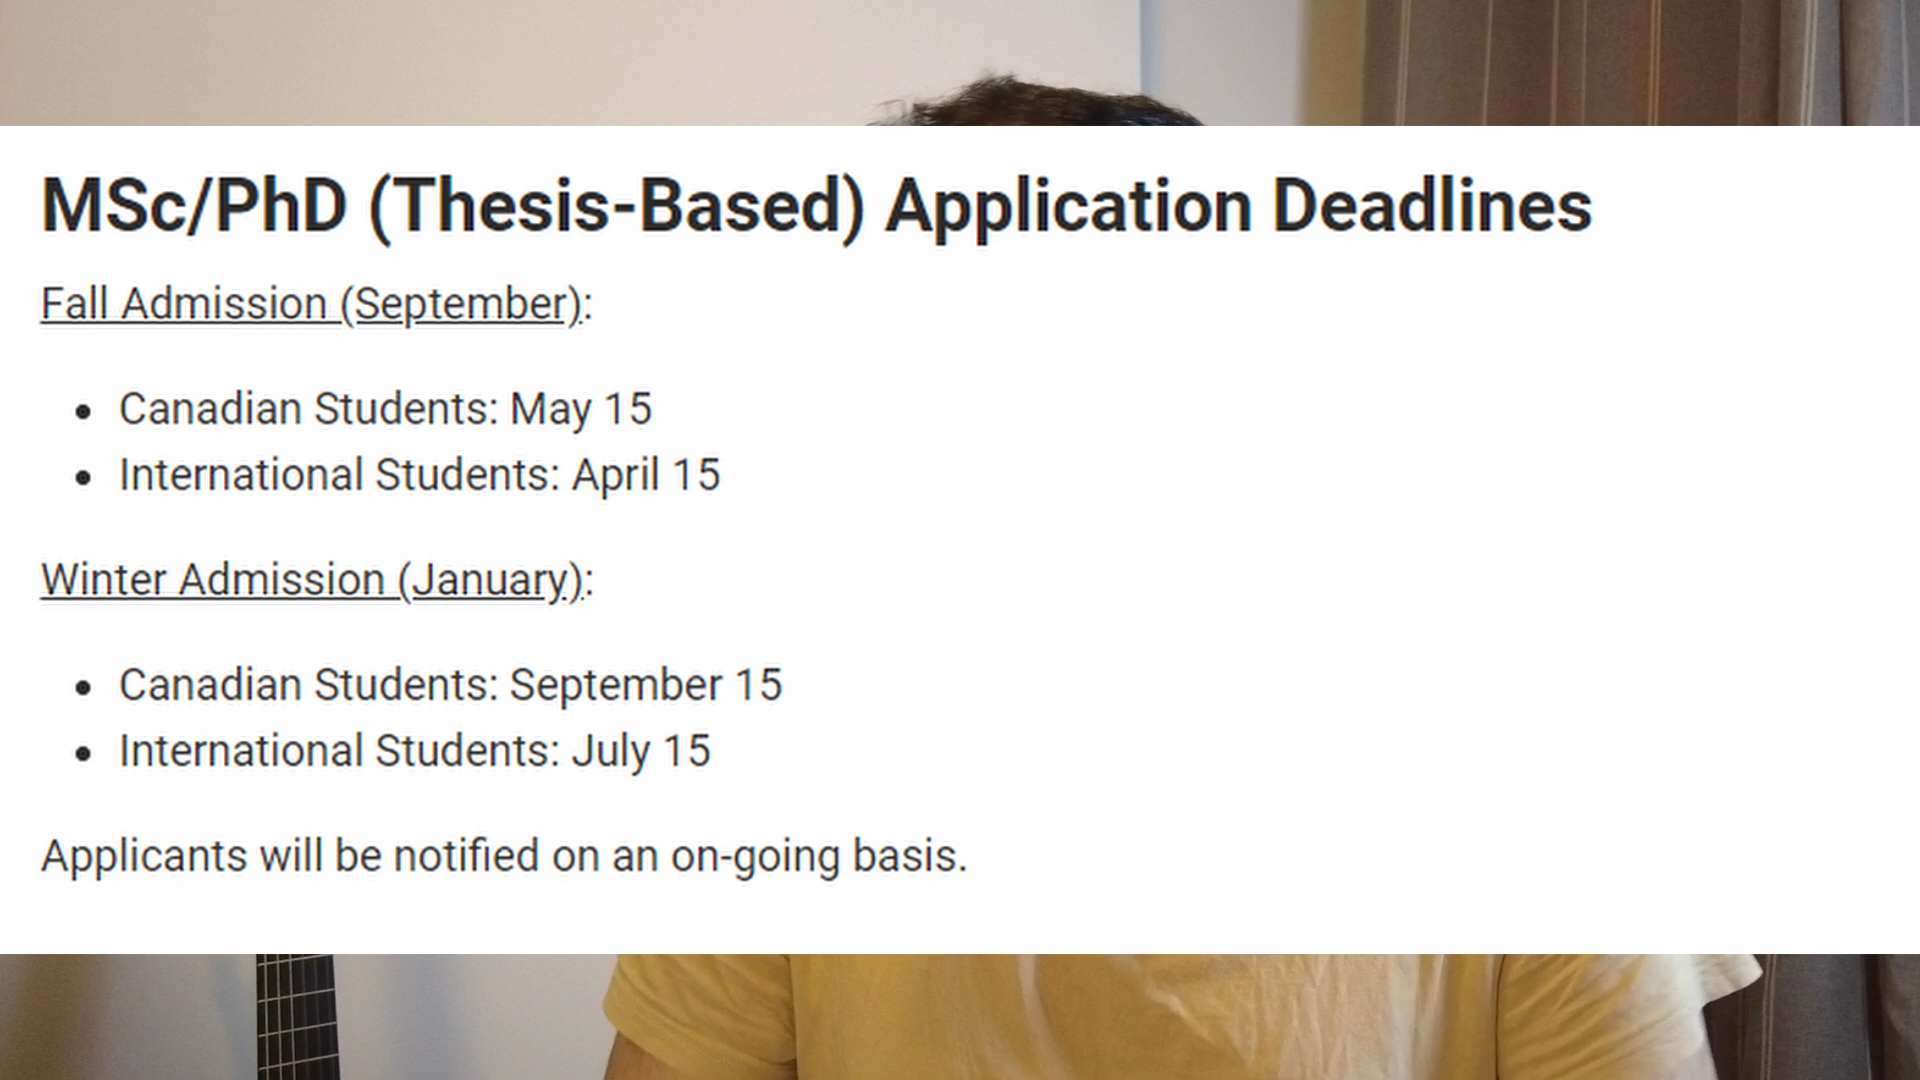 MSc/PhD (Thesis-Based) Application Deadlines
Fall Admission (September):
• Canadian Students: May 15
• International Students: April 15
Winter Admission (January):
• Canadian Students: September 15
• International Students: July 15
Applicants will be notified on an on-going basis.